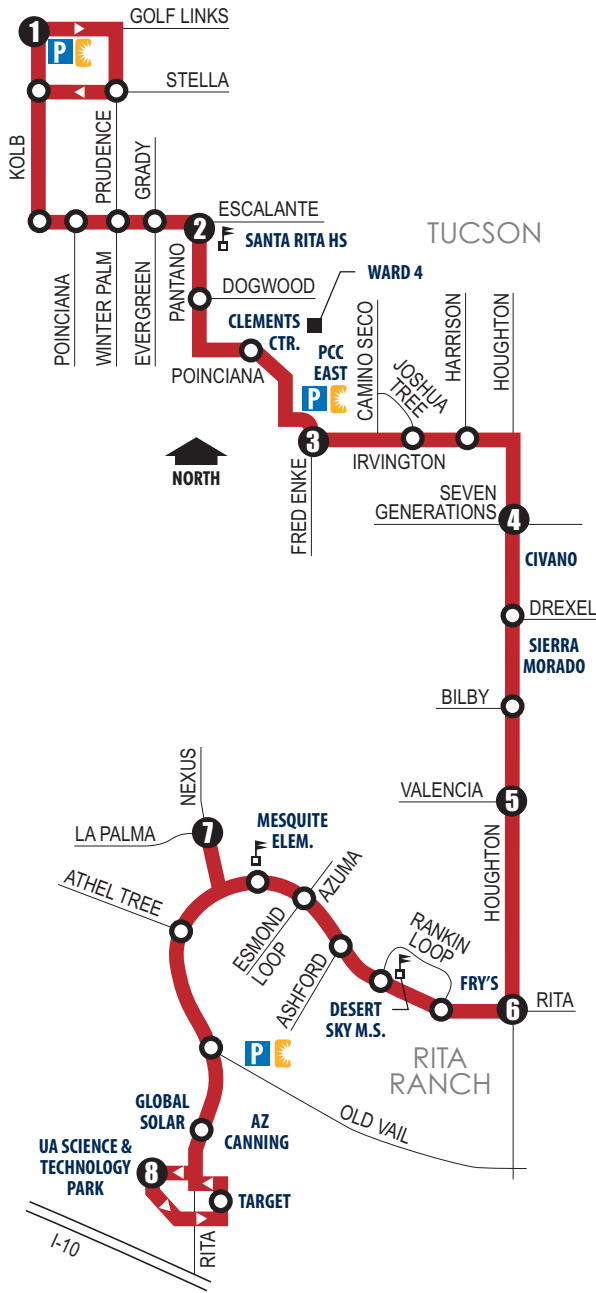 GOLF LINKS
1
P
STELLA
KOLB
PRUDENCE
GRADY
ESCALANTE
2
SANTA RITA HS
TUCSON
POINCIANA
WINTER PALM
EVERGREEN
PANTANO
DOGWOOD
WARD 4
CLEMENTS
CTR.
POINCIANA
PCC
EAST
P
CAMINO SECO
JOSHUA
TREE
HARRISON
HOUGHTON
3
IRVINGTON
NORTH
FRED ENKE
SEVEN
GENERATIONS
4
CIVANO
DREXEL
SIERRA
MORADO
BILBY
VALENCIA
5
HOUGHTON
NEXUS
LA PALMA
7
MESQUITE
ELEM.
ATHEL TREE
ESMOND
LOOP
AZUMA
ASHFORD
RANKIN
LOOP
DESERT
SKY M.S.
FRY'S
6
RITA
RITA
RANCH
P
OLD VAIL
GLOBAL
SOLAR
AZ
CANNING
UA SCIENCE &
TECHNOLOGY
PARK
8
TARGET
RITA
I-10